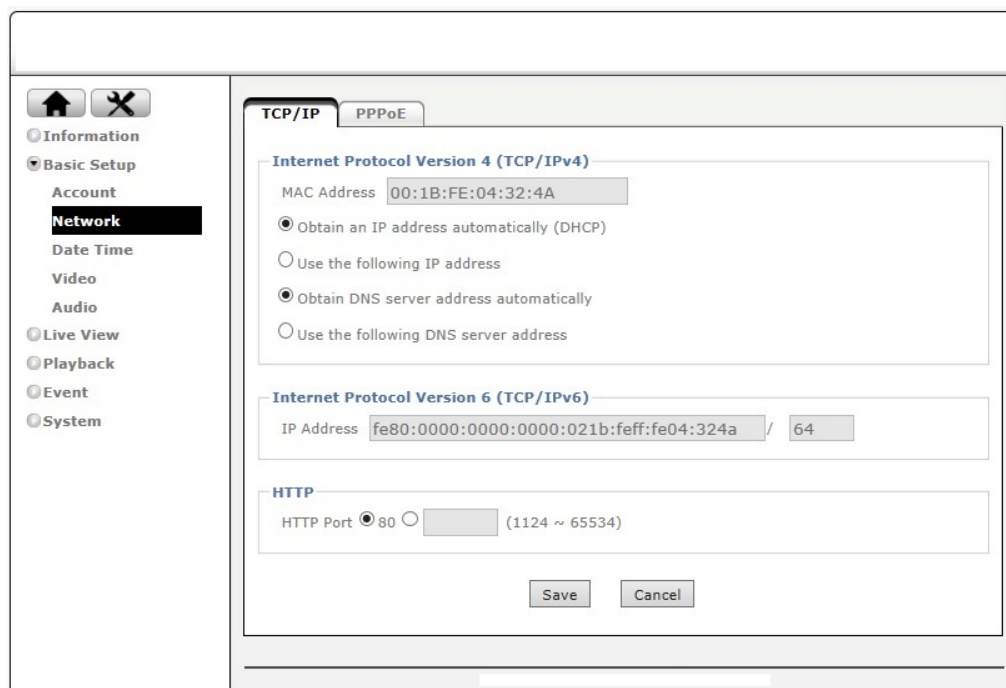 TCP/IP PPPoE
Information
Basic Setup
Account
Network
Date Time
Video
Audio
Live View
Playback
Event
System
Internet Protocol Version 4 (TCP/IPv4)
MAC Address 00:1B:FE:04:32:4A
Obtain an IP address automatically (DHCP)
Use the following IP address
Obtain DNS server address automatically
Use the following DNS server address
Internet Protocol Version 6 (TCP/IPv6)
IP Address fe80:0000:0000:0000:021b:feff:fe04:324a / 64
HTTP
HTTP Port 80 (1124 ~ 65534)
Save Cancel